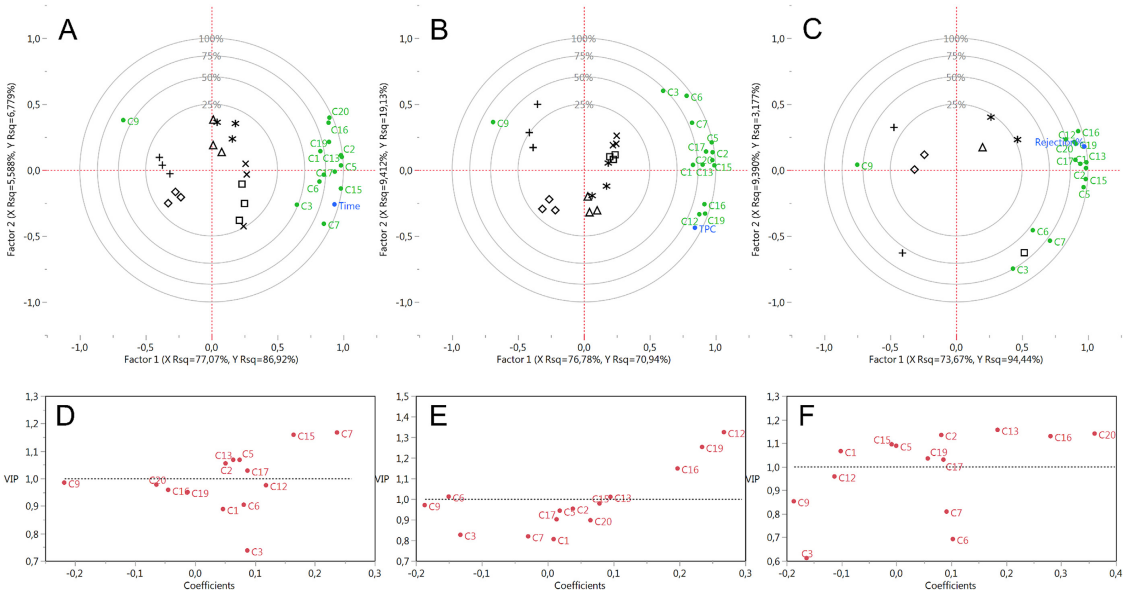 A
1,0
0,5
0,0
-0,5
-1,0
100%
75%
50%
25%
C9
C20
C16
C19
C2
C1
C13
C5
C6
C15
C3
Time
C7
Factor 2 (X Rsq=5,588%, Y Rsq=6,779%)
-1,0
-0,5
0,0
0,5
1,0
Factor 1 (X Rsq=77,07%, Y Rsq=86,92%)
B
1,0
0,5
0,0
-0,5
-1,0
100%
75%
50%
25%
C3
C6
C9
C7
C5
C17
C2
C20
C1
C13
C15
C16
C12
C19
TPC
Factor 2 (X Rsq=9,412%, Y Rsq=19,13%)
-1,0
-0,5
0,0
0,5
1,0
Factor 1 (X Rsq=76,78%, Y Rsq=70,94%)
C
1,0
0,5
0,0
-0,5
-1,0
100%
75%
50%
25%
C12
C16
Rejection%
C19
C20
C17
C1
C13
C9
C2
C15
C5
C6
C7
C3
Factor 2 (X Rsq=9,390%, Y Rsq=3,177%)
-1,0
-0,5
0,0
0,5
1,0
Factor 1 (X Rsq=73,67%, Y Rsq=94,44%)
D
1,3
1,2
1,1
1,0
0,9
0,8
0,7
VIP
C7
C15
C13
C5
C2
C17
C9
C20
C16
C19
C12
C1
C6
C3
-0,2
-0,1
0,0
0,1
0,2
0,3
Coefficients
E
1,5
1,4
1,3
1,2
1,1
1,0
0,9
0,8
0,7
VIP
C12
C19
C16
C6
C13
C15
C9
C5
C2
C17
C20
C3
C7
C1
-0,2
-0,1
0,0
0,1
0,2
0,3
Coefficients
F
1,3
1,2
1,1
1,0
0,9
0,8
0,7
0,6
VIP
C13
C20
C16
C2
C15
C5
C1
C19
C17
C12
C9
C7
C6
C3
-0,2
-0,1
0,0
0,1
0,2
0,3
0,4
Coefficients